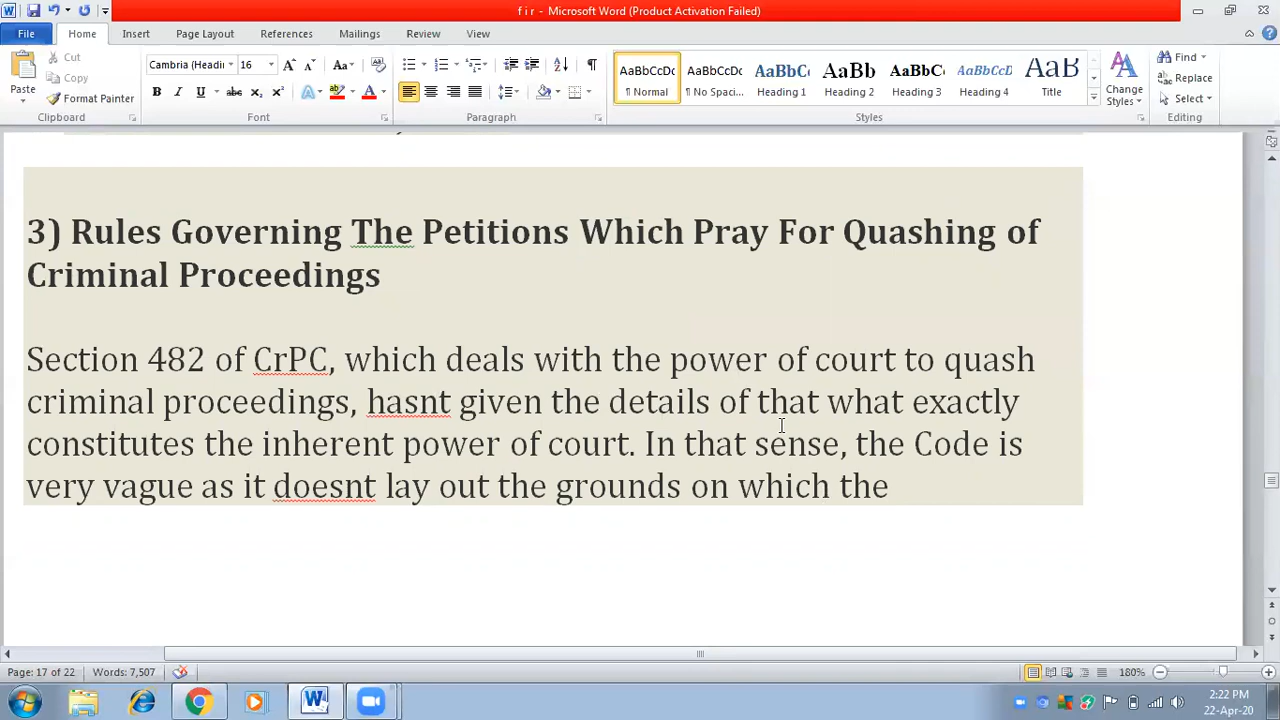 f i r - Microsoft Word (Product Activation Failed)
File Home Insert Page Layout References Mailings Review View
Paste Cut Copy Format Painter
Clipboard
Cambria (Headin 16
B I U abc x₂ x²
Font
Paragraph
AaBbCcDc AaBbCcDc AaBbC AaBb AaBbC AaBbCcD AaB
¶ Normal ¶ No Spaci... Heading 1 Heading 2 Heading 3 Heading 4 Title
Change Styles
Styles
Find
Replace
Select
Editing
3) Rules Governing The Petitions Which Pray For Quashing of
Criminal Proceedings
Section 482 of CrPC, which deals with the power of court to quash
criminal proceedings, hasnt given the details of that what exactly
constitutes the inherent power of court. In that sense, the Code is
very vague as it doesnt lay out the grounds on which the
Page: 17 of 22 Words: 7,507 180%
2:22 PM
22-Apr-20